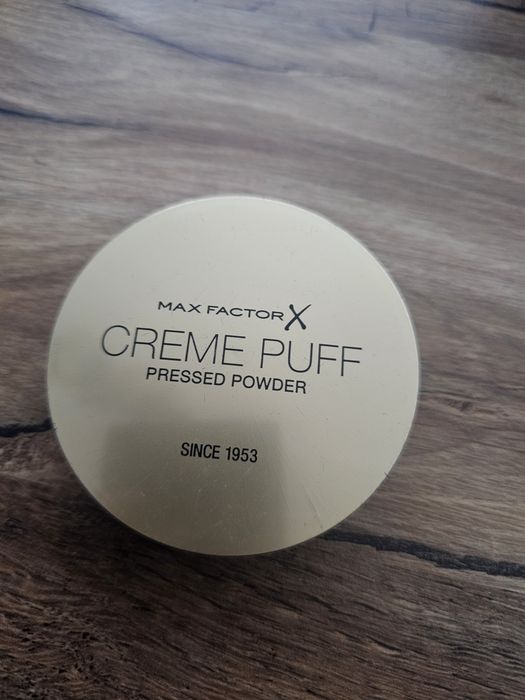 MAX FACTOR X
CREME PUFF
PRESSED POWDER
SINCE 1953